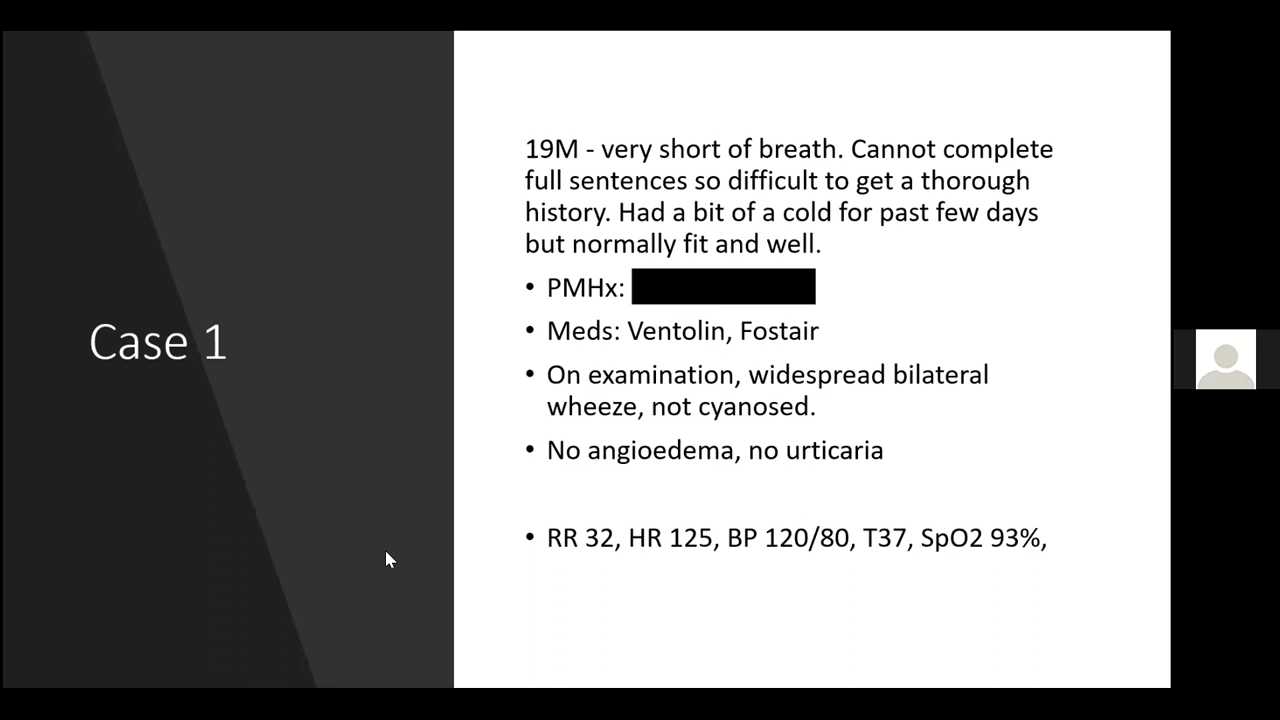 Case 1
19M - very short of breath. Cannot complete
full sentences so difficult to get a thorough
history. Had a bit of a cold for past few days
but normally fit and well.
• PMHx:
• Meds: Ventolin, Fostair
• On examination, widespread bilateral
wheeze, not cyanosed.
• No angioedema, no urticaria
• RR 32, HR 125, BP 120/80, T37, SpO2 93%,